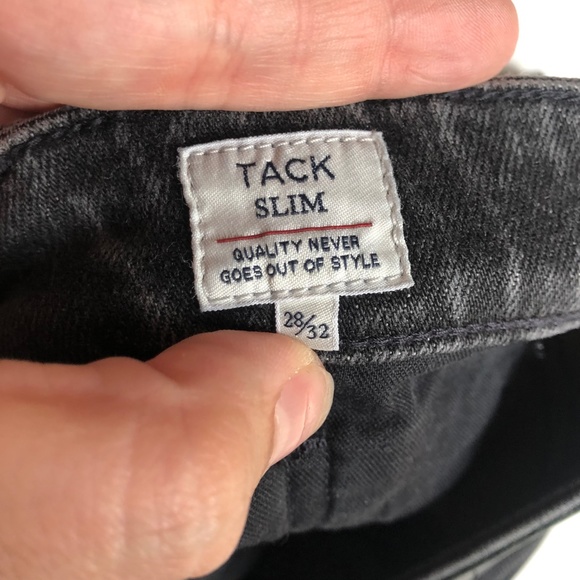 TACK
SLIM
QUALITY NEVER
GOES OUT OF STYLE
28/32